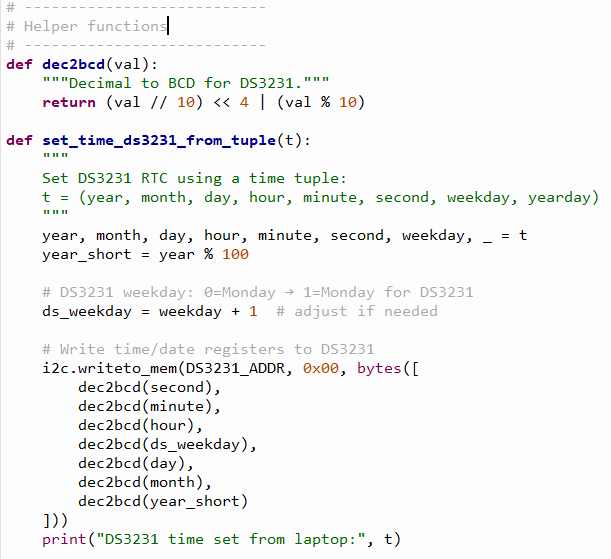 # ---------------------------
# Helper functions
# ---------------------------
def dec2bcd(val):
    """Decimal to BCD for DS3231."""
    return (val // 10) << 4 | (val % 10)

def set_time_ds3231_from_tuple(t):
    """
    Set DS3231 RTC using a time tuple:
    t = (year, month, day, hour, minute, second, weekday, yearday)
    """
    year, month, day, hour, minute, second, weekday, _ = t
    year_short = year % 100

    # DS3231 weekday: 0=Monday → 1=Monday for DS3231
    ds_weekday = weekday + 1  # adjust if needed

    # Write time/date registers to DS3231
    i2c.writeto_mem(DS3231_ADDR, 0x00, bytes([
        dec2bcd(second),
        dec2bcd(minute),
        dec2bcd(hour),
        dec2bcd(ds_weekday),
        dec2bcd(day),
        dec2bcd(month),
        dec2bcd(year_short)
    ]))
    print("DS3231 time set from laptop:", t)